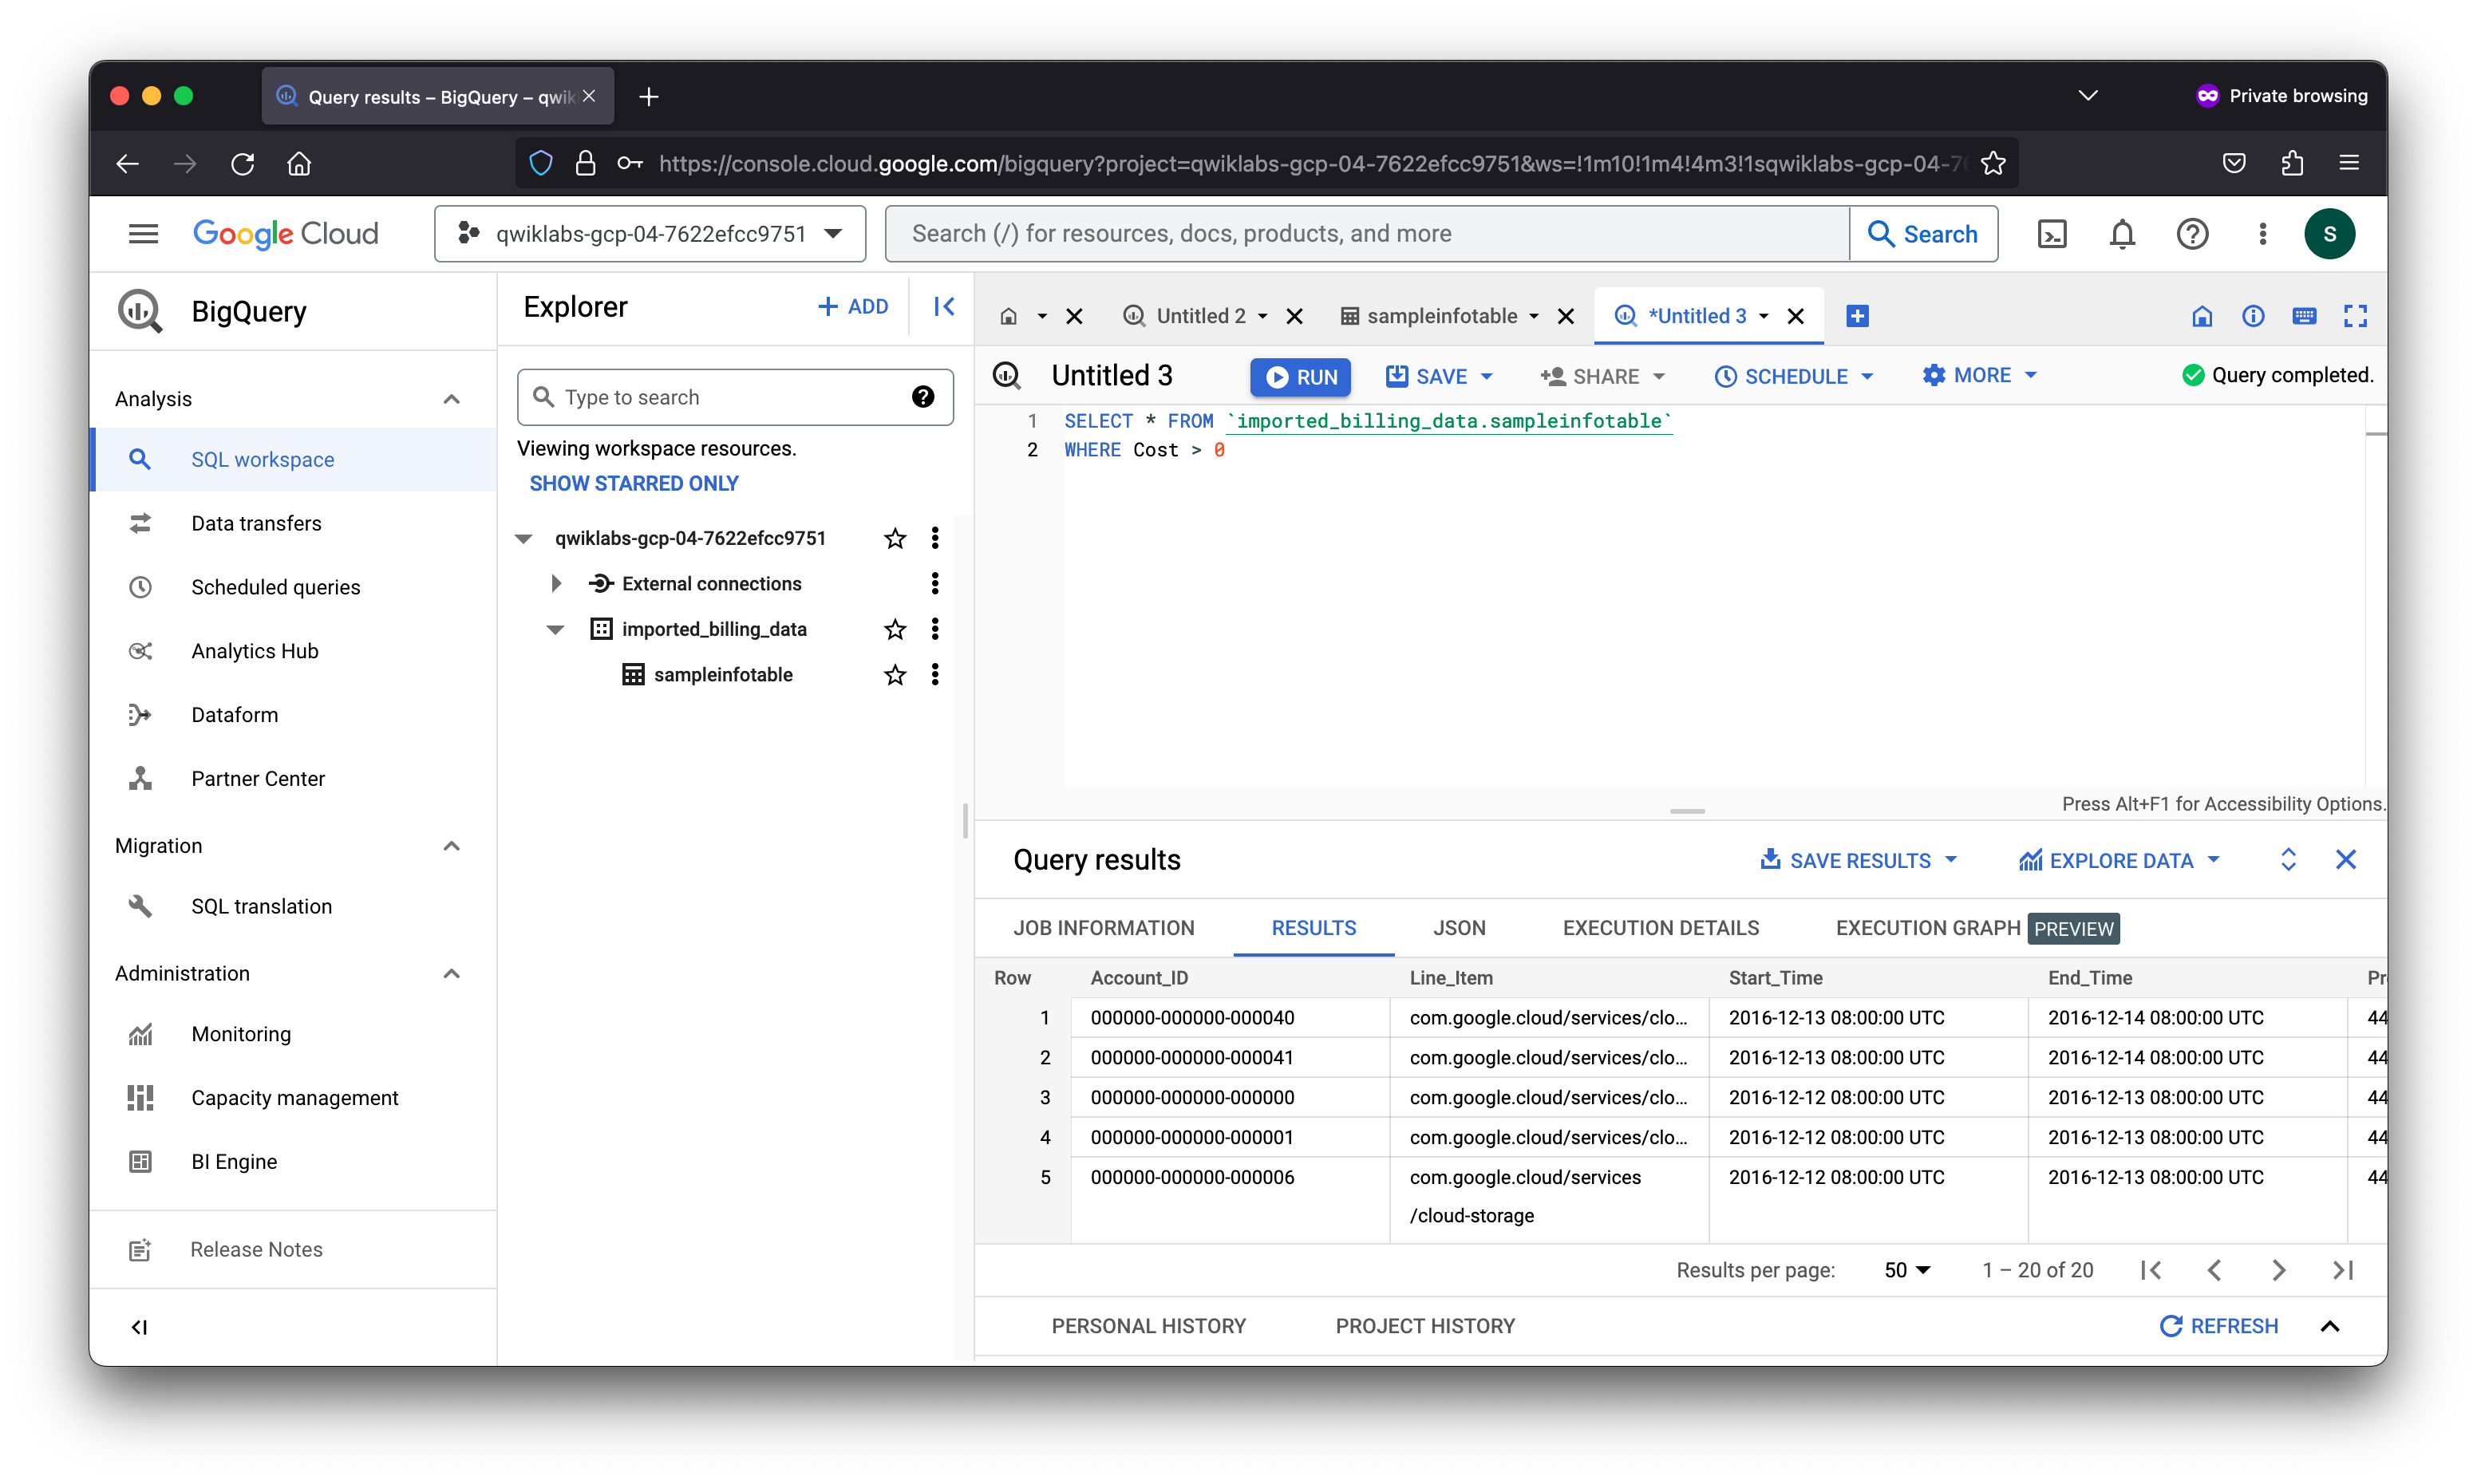 Query results – BigQuery – qwik
Private browsing
https://console.cloud.google.com/bigquery?project=qwiklabs-gcp-04-7622efcc9751&ws=!1m10!1m4!4m3!1sqwiklabs-gcp-04-76
Google Cloud
qwiklabs-gcp-04-7622efcc9751
Search (/) for resources, docs, products, and more
Search
S
BigQuery
Analysis
SQL workspace
Data transfers
Scheduled queries
Analytics Hub
Dataform
Partner Center
Migration
SQL translation
Administration
Monitoring
Capacity management
BI Engine
Release Notes
Explorer
ADD
Type to search
Viewing workspace resources.
SHOW STARRED ONLY
qwiklabs-gcp-04-7622efcc9751
External connections
imported_billing_data
sampleinfotable
Untitled 2
sampleinfotable
*Untitled 3
Untitled 3
RUN
SAVE
SHARE
SCHEDULE
MORE
Query completed.
1 SELECT * FROM `imported_billing_data.sampleinfotable`
2 WHERE Cost > 0
Press Alt+F1 for Accessibility Options.
Query results
SAVE RESULTS
EXPLORE DATA
JOB INFORMATION RESULTS JSON EXECUTION DETAILS EXECUTION GRAPH PREVIEW
Row Account_ID Line_Item Start_Time End_Time Pr
1 000000-000000-000040 com.google.cloud/services/clo... 2016-12-13 08:00:00 UTC 2016-12-14 08:00:00 UTC 44
2 000000-000000-000041 com.google.cloud/services/clo... 2016-12-13 08:00:00 UTC 2016-12-14 08:00:00 UTC 44
3 000000-000000-000000 com.google.cloud/services/clo... 2016-12-12 08:00:00 UTC 2016-12-13 08:00:00 UTC 44
4 000000-000000-000001 com.google.cloud/services/clo... 2016-12-12 08:00:00 UTC 2016-12-13 08:00:00 UTC 44
5 000000-000000-000006 com.google.cloud/services 2016-12-12 08:00:00 UTC 2016-12-13 08:00:00 UTC 44
/cloud-storage
Results per page: 50 1 – 20 of 20
PERSONAL HISTORY PROJECT HISTORY REFRESH